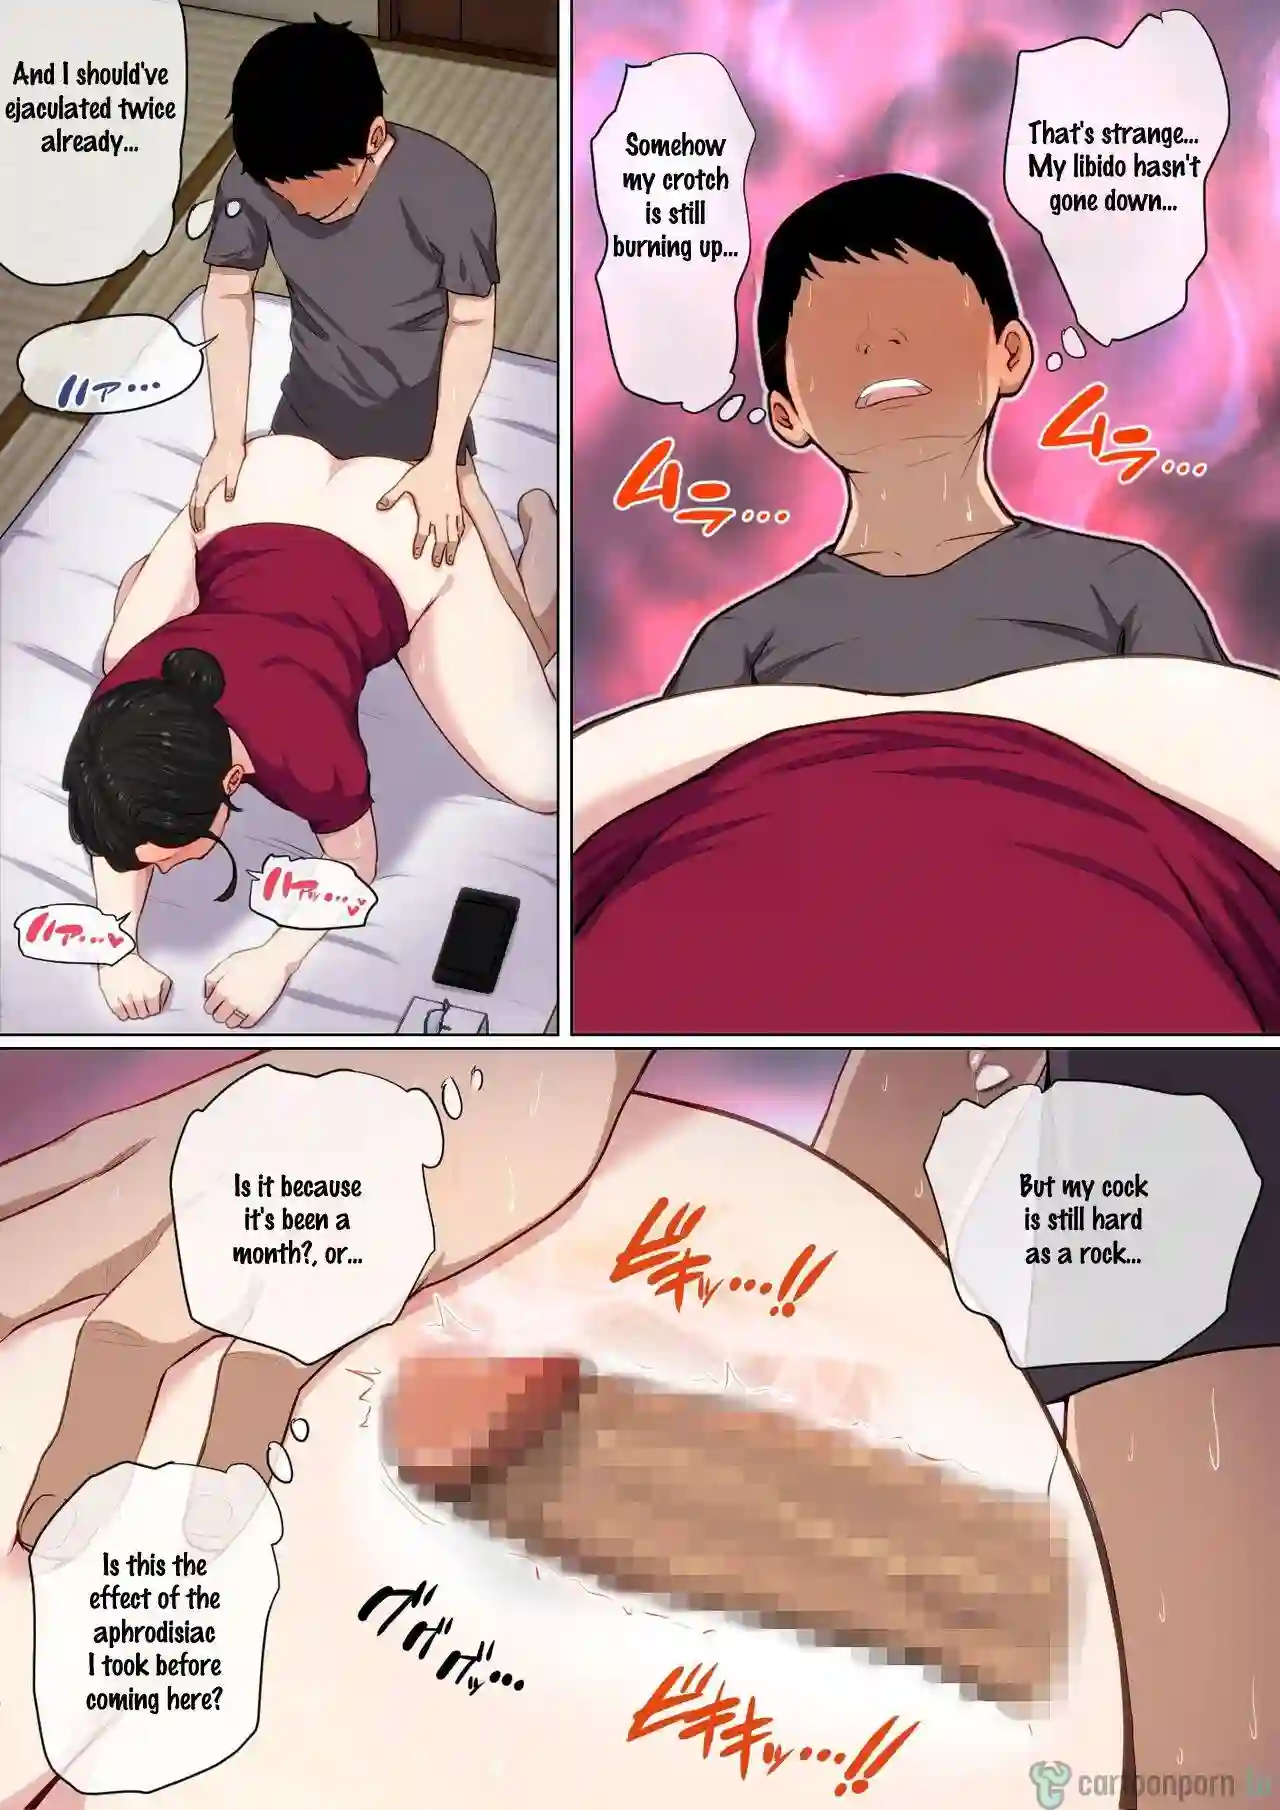 That's strange...
My libido hasn't
gone down...
Somehow
my crotch
is still
burning up...
ムラ...
ムラ...
And I should've
ejaculated twice
already...
ハァ...
ハァッ...♥
ハァ...♥
But my cock
is still hard
as a rock...
Is it because
it's been a
month?, or...
ビキッ...!!
Is this the
effect of the
aphrodisiac
I took before
coming here?
グググッ...
ビキキッ...!!
cartoonporn.to